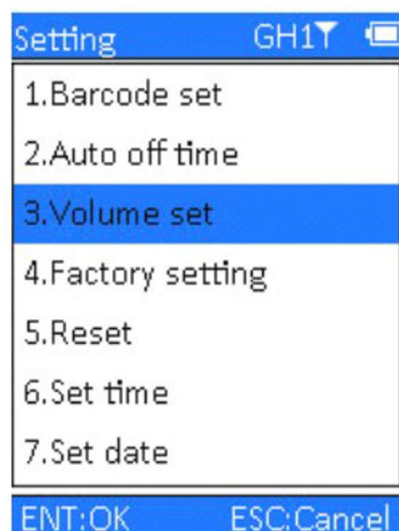 Setting GH1
1.Barcode set
2.Auto off time
3.Volume set
4.Factory setting
5.Reset
6.Set time
7.Set date
ENT:OK ESC:Cancel